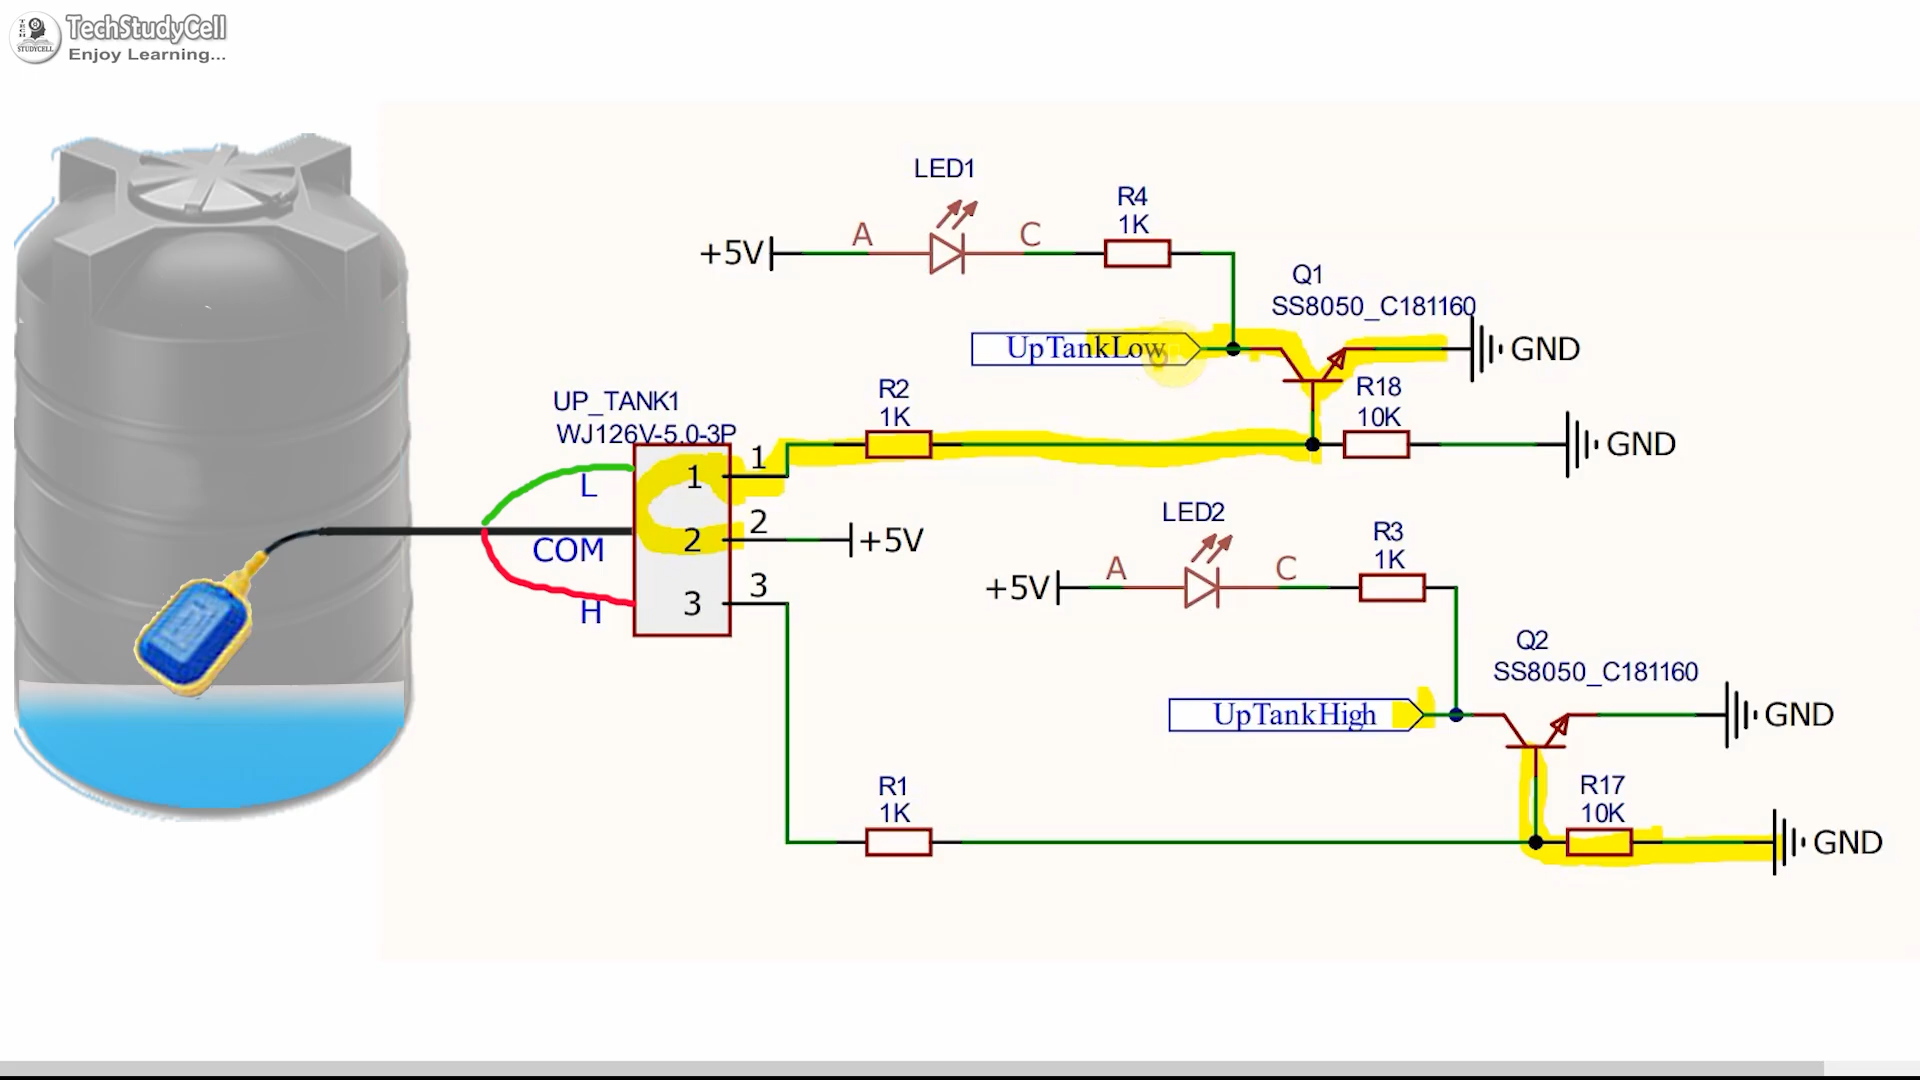 TechStudyCell
Enjoy Learning...
TECH
STUDYCELL
LED1
R4
1K
+5V
A
C
Q1
SS8050_C181160
UpTankLow
GND
R2
1K
R18
10K
GND
UP_TANK1
WJ126V-5.0-3P
1
1
L
2
2
+5V
COM
3
3
H
LED2
R3
1K
+5V
A
C
Q2
SS8050_C181160
UpTankHigh
GND
R1
1K
R17
10K
GND